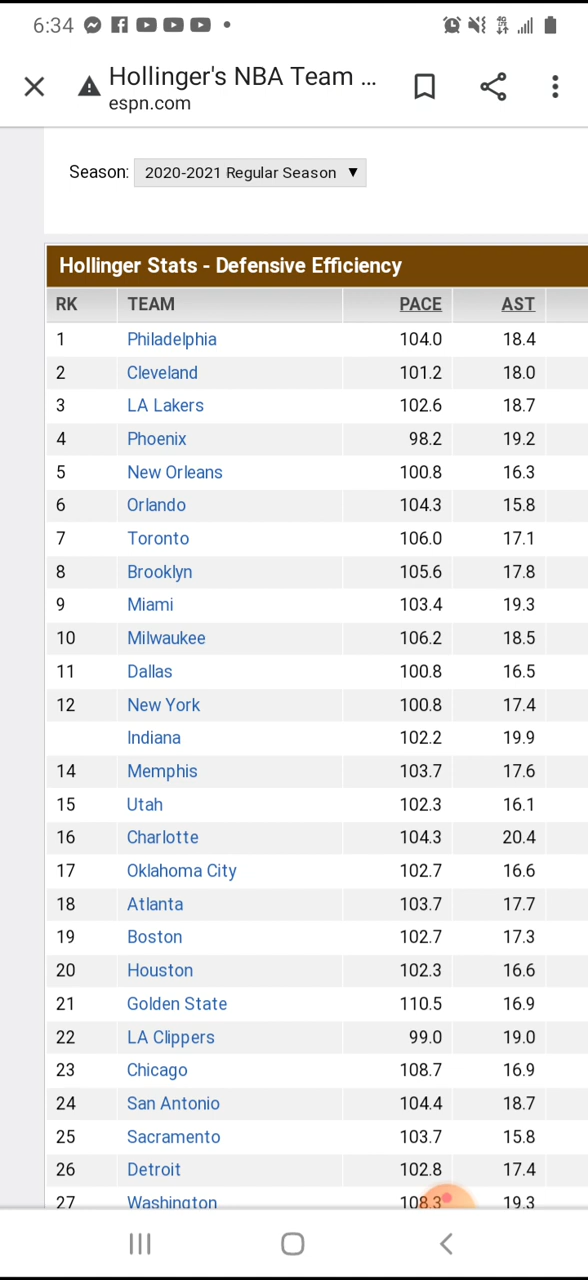 6:34
Hollinger's NBA Team ...
espn.com
Season: 2020-2021 Regular Season ▼
Hollinger Stats - Defensive Efficiency
RK TEAM PACE AST
1 Philadelphia 104.0 18.4
2 Cleveland 101.2 18.0
3 LA Lakers 102.6 18.7
4 Phoenix 98.2 19.2
5 New Orleans 100.8 16.3
6 Orlando 104.3 15.8
7 Toronto 106.0 17.1
8 Brooklyn 105.6 17.8
9 Miami 103.4 19.3
10 Milwaukee 106.2 18.5
11 Dallas 100.8 16.5
12 New York 100.8 17.4
Indiana 102.2 19.9
14 Memphis 103.7 17.6
15 Utah 102.3 16.1
16 Charlotte 104.3 20.4
17 Oklahoma City 102.7 16.6
18 Atlanta 103.7 17.7
19 Boston 102.7 17.3
20 Houston 102.3 16.6
21 Golden State 110.5 16.9
22 LA Clippers 99.0 19.0
23 Chicago 108.7 16.9
24 San Antonio 104.4 18.7
25 Sacramento 103.7 15.8
26 Detroit 102.8 17.4
27 Washington 108.3 19.3